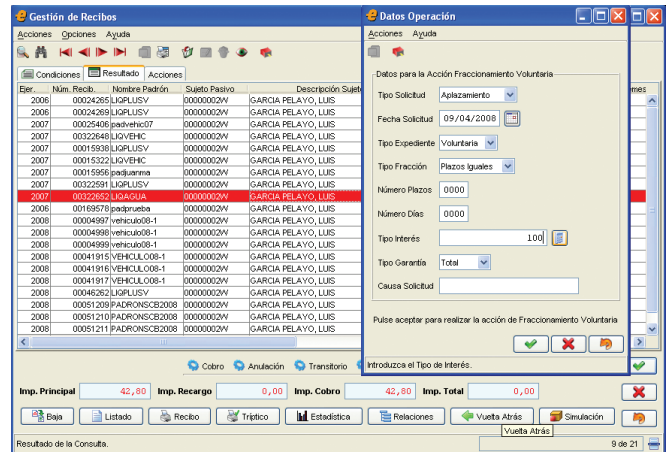 Gestión de Recibos
Acciones Opciones Ayuda
Condiciones Resultado Acciones
Ejer. Núm. Recib. Nombre Padrón Sujeto Pasivo Descripción Sujeto
2006 00024265 LIQPLUSV 00000002W GARCIA PELAYO, LUIS
2006 00024269 LIQPLUSV 00000002W GARCIA PELAYO, LUIS
2007 00025406 padvehic07 00000002W GARCIA PELAYO, LUIS
2007 00322648 LIQVEHIC 00000002W GARCIA PELAYO, LUIS
2007 00015938 LIQPLUSV 00000002W GARCIA PELAYO, LUIS
2007 00015322 LIQVEHIC 00000002W GARCIA PELAYO, LUIS
2007 00015956 padjuanma 00000002W GARCIA PELAYO, LUIS
2007 00322591 LIQPLUSV 00000002W GARCIA PELAYO, LUIS
2007 00322652 LIQAGUA 00000002W GARCIA PELAYO, LUIS
2006 00169578 padprueba 00000002W GARCIA PELAYO, LUIS
2008 00004997 vehiculo08-1 00000002W GARCIA PELAYO, LUIS
2008 00004998 vehiculo08-1 00000002W GARCIA PELAYO, LUIS
2008 00004999 vehiculo08-1 00000002W GARCIA PELAYO, LUIS
2008 00041915 VEHICULO08-1 00000002W GARCIA PELAYO, LUIS
2008 00041916 VEHICULO08-1 00000002W GARCIA PELAYO, LUIS
2008 00041917 VEHICULO08-1 00000002W GARCIA PELAYO, LUIS
2008 00046262 LIQPLUSV 00000002W GARCIA PELAYO, LUIS
2008 00051209 PADRONSCB2008 00000002W GARCIA PELAYO, LUIS
2008 00051210 PADRONSCB2008 00000002W GARCIA PELAYO, LUIS
2008 00051211 PADRONSCB2008 00000002W GARCIA PELAYO, LUIS
Cobro Anulación Transitorio
Imp. Principal 42,80 Imp. Recargo 0,00 Imp. Cobro 42,80 Imp. Total 0,00
Baja Listado Recibo Tríptico Estadística Relaciones Vuelta Atrás Simulación
Vuelta Atrás
Resultado de la Consulta. 9 de 21
Datos Operación
Acciones Ayuda
Datos para la Acción Fraccionamiento Voluntaria
Tipo Solicitud Aplazamiento
Fecha Solicitud 09/04/2008
Tipo Expediente Voluntaria
Tipo Fracción Plazos Iguales
Número Plazos 0000
Número Días 0000
Tipo Interés 100
Tipo Garantía Total
Causa Solicitud
Pulse aceptar para realizar la acción de Fraccionamiento Voluntaria
Introduzca el Tipo de Interés.